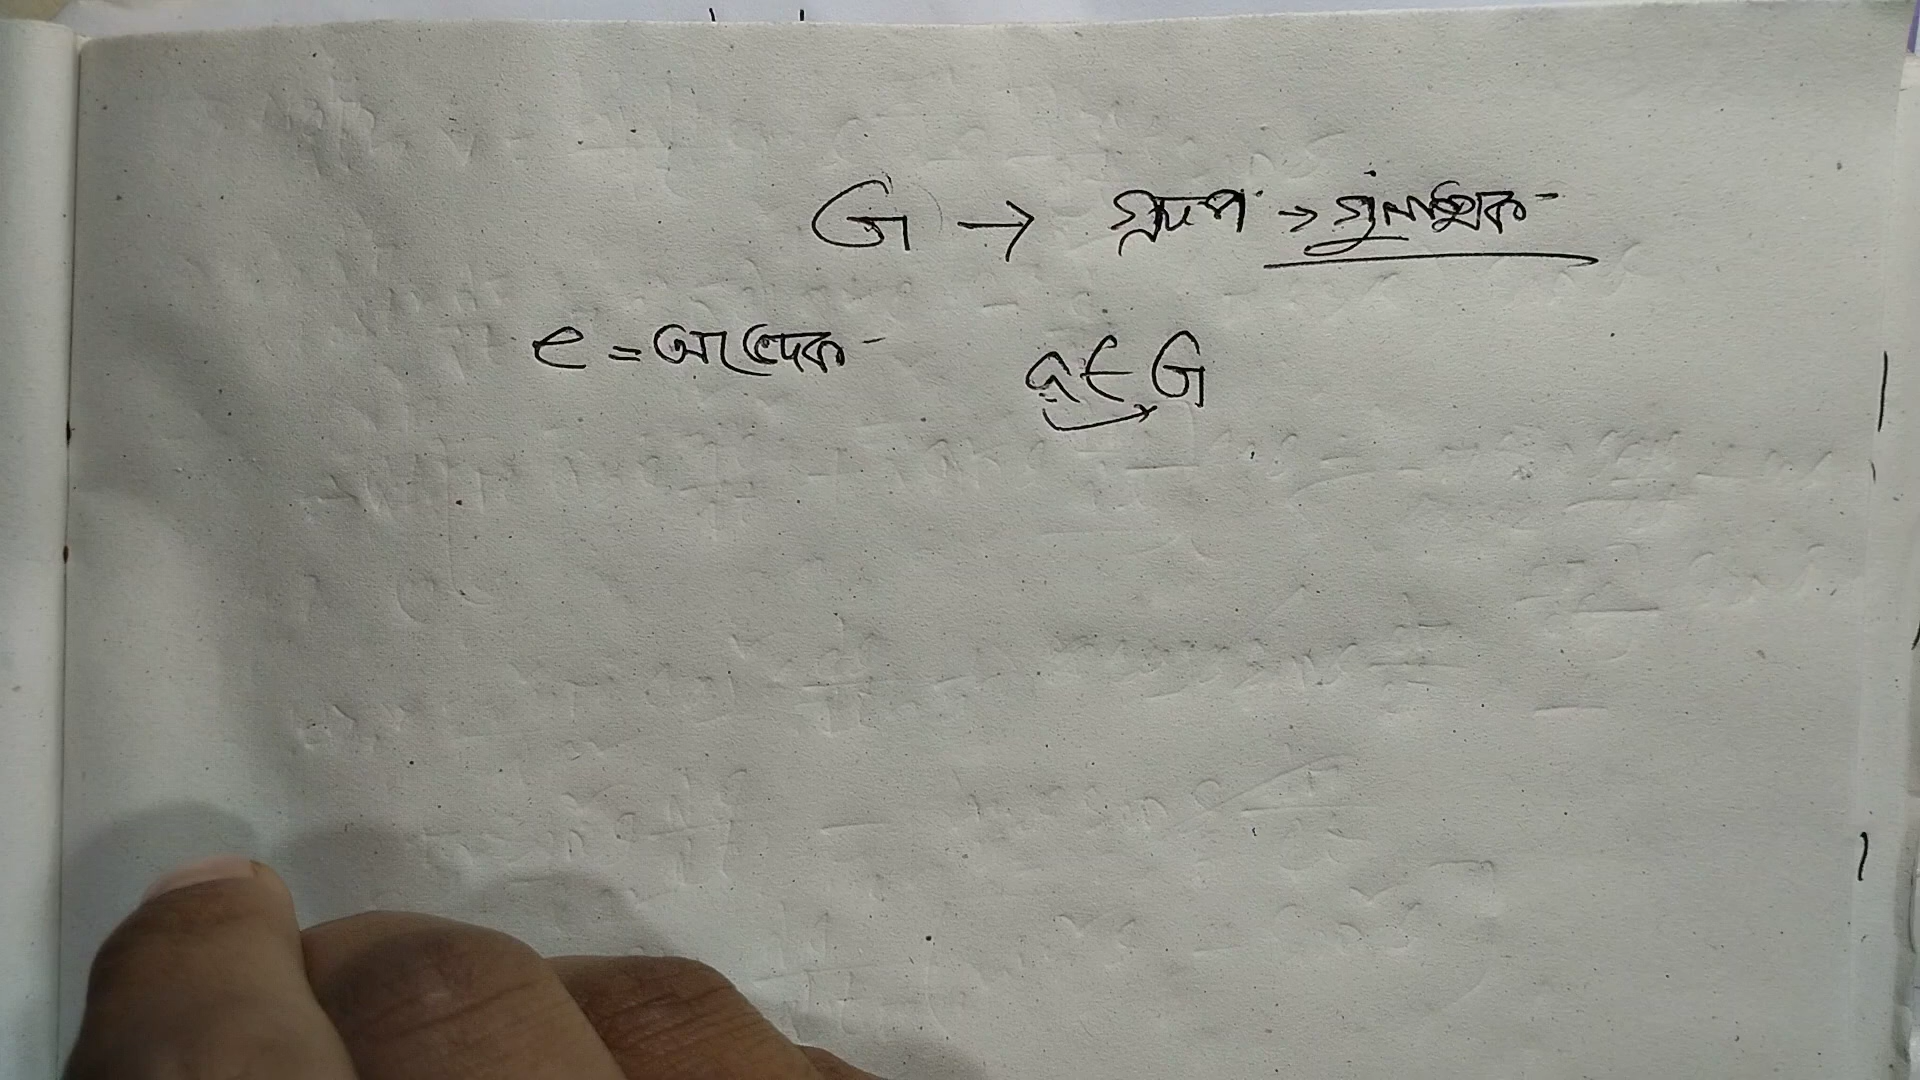 G → গ্রুপ → গুনাত্মক
e = অভেদক
a ∈ G